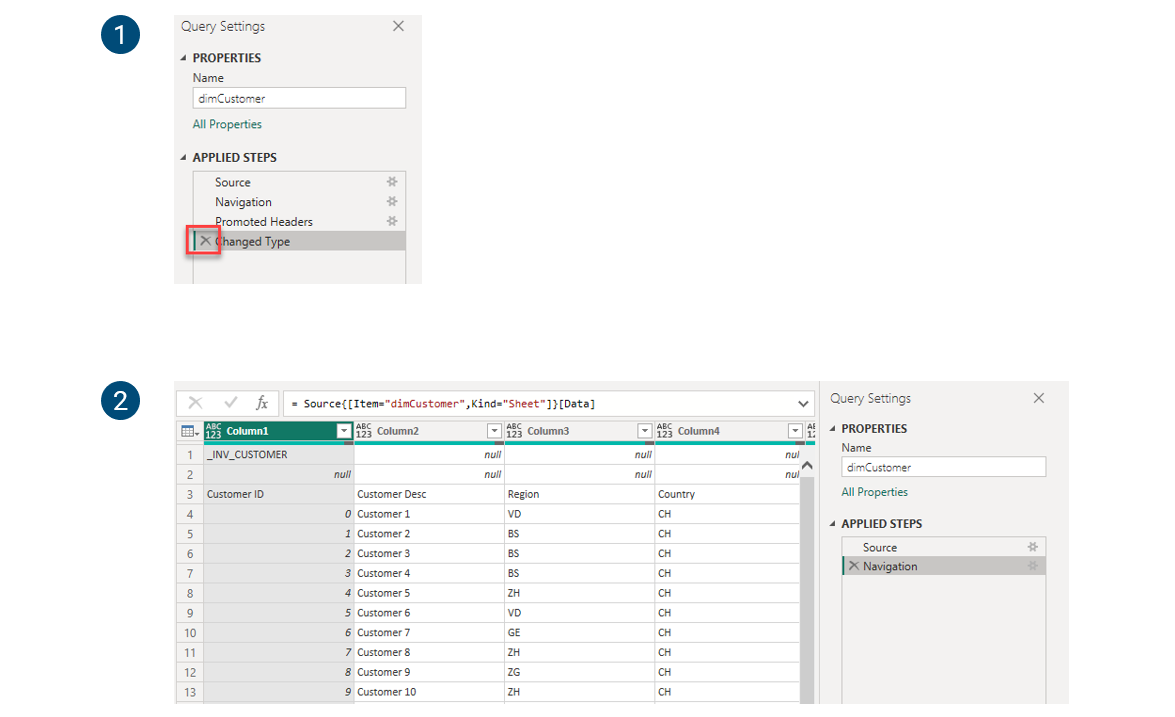 1
Query Settings
PROPERTIES
Name
dimCustomer
All Properties
APPLIED STEPS
Source
Navigation
Promoted Headers
Changed Type
2
fx = Source{[Item="dimCustomer",Kind="Sheet"]}[Data]
ABC 123 Column1 ABC 123 Column2 ABC 123 Column3 ABC 123 Column4 AB 12
1 _INV_CUSTOMER null null nul
2 null null null nul
3 Customer ID Customer Desc Region Country
4 0 Customer 1 VD CH
5 1 Customer 2 BS CH
6 2 Customer 3 BS CH
7 3 Customer 4 BS CH
8 4 Customer 5 ZH CH
9 5 Customer 6 VD CH
10 6 Customer 7 GE CH
11 7 Customer 8 ZH CH
12 8 Customer 9 ZG CH
13 9 Customer 10 ZH CH
Query Settings
PROPERTIES
Name
dimCustomer
All Properties
APPLIED STEPS
Source
Navigation